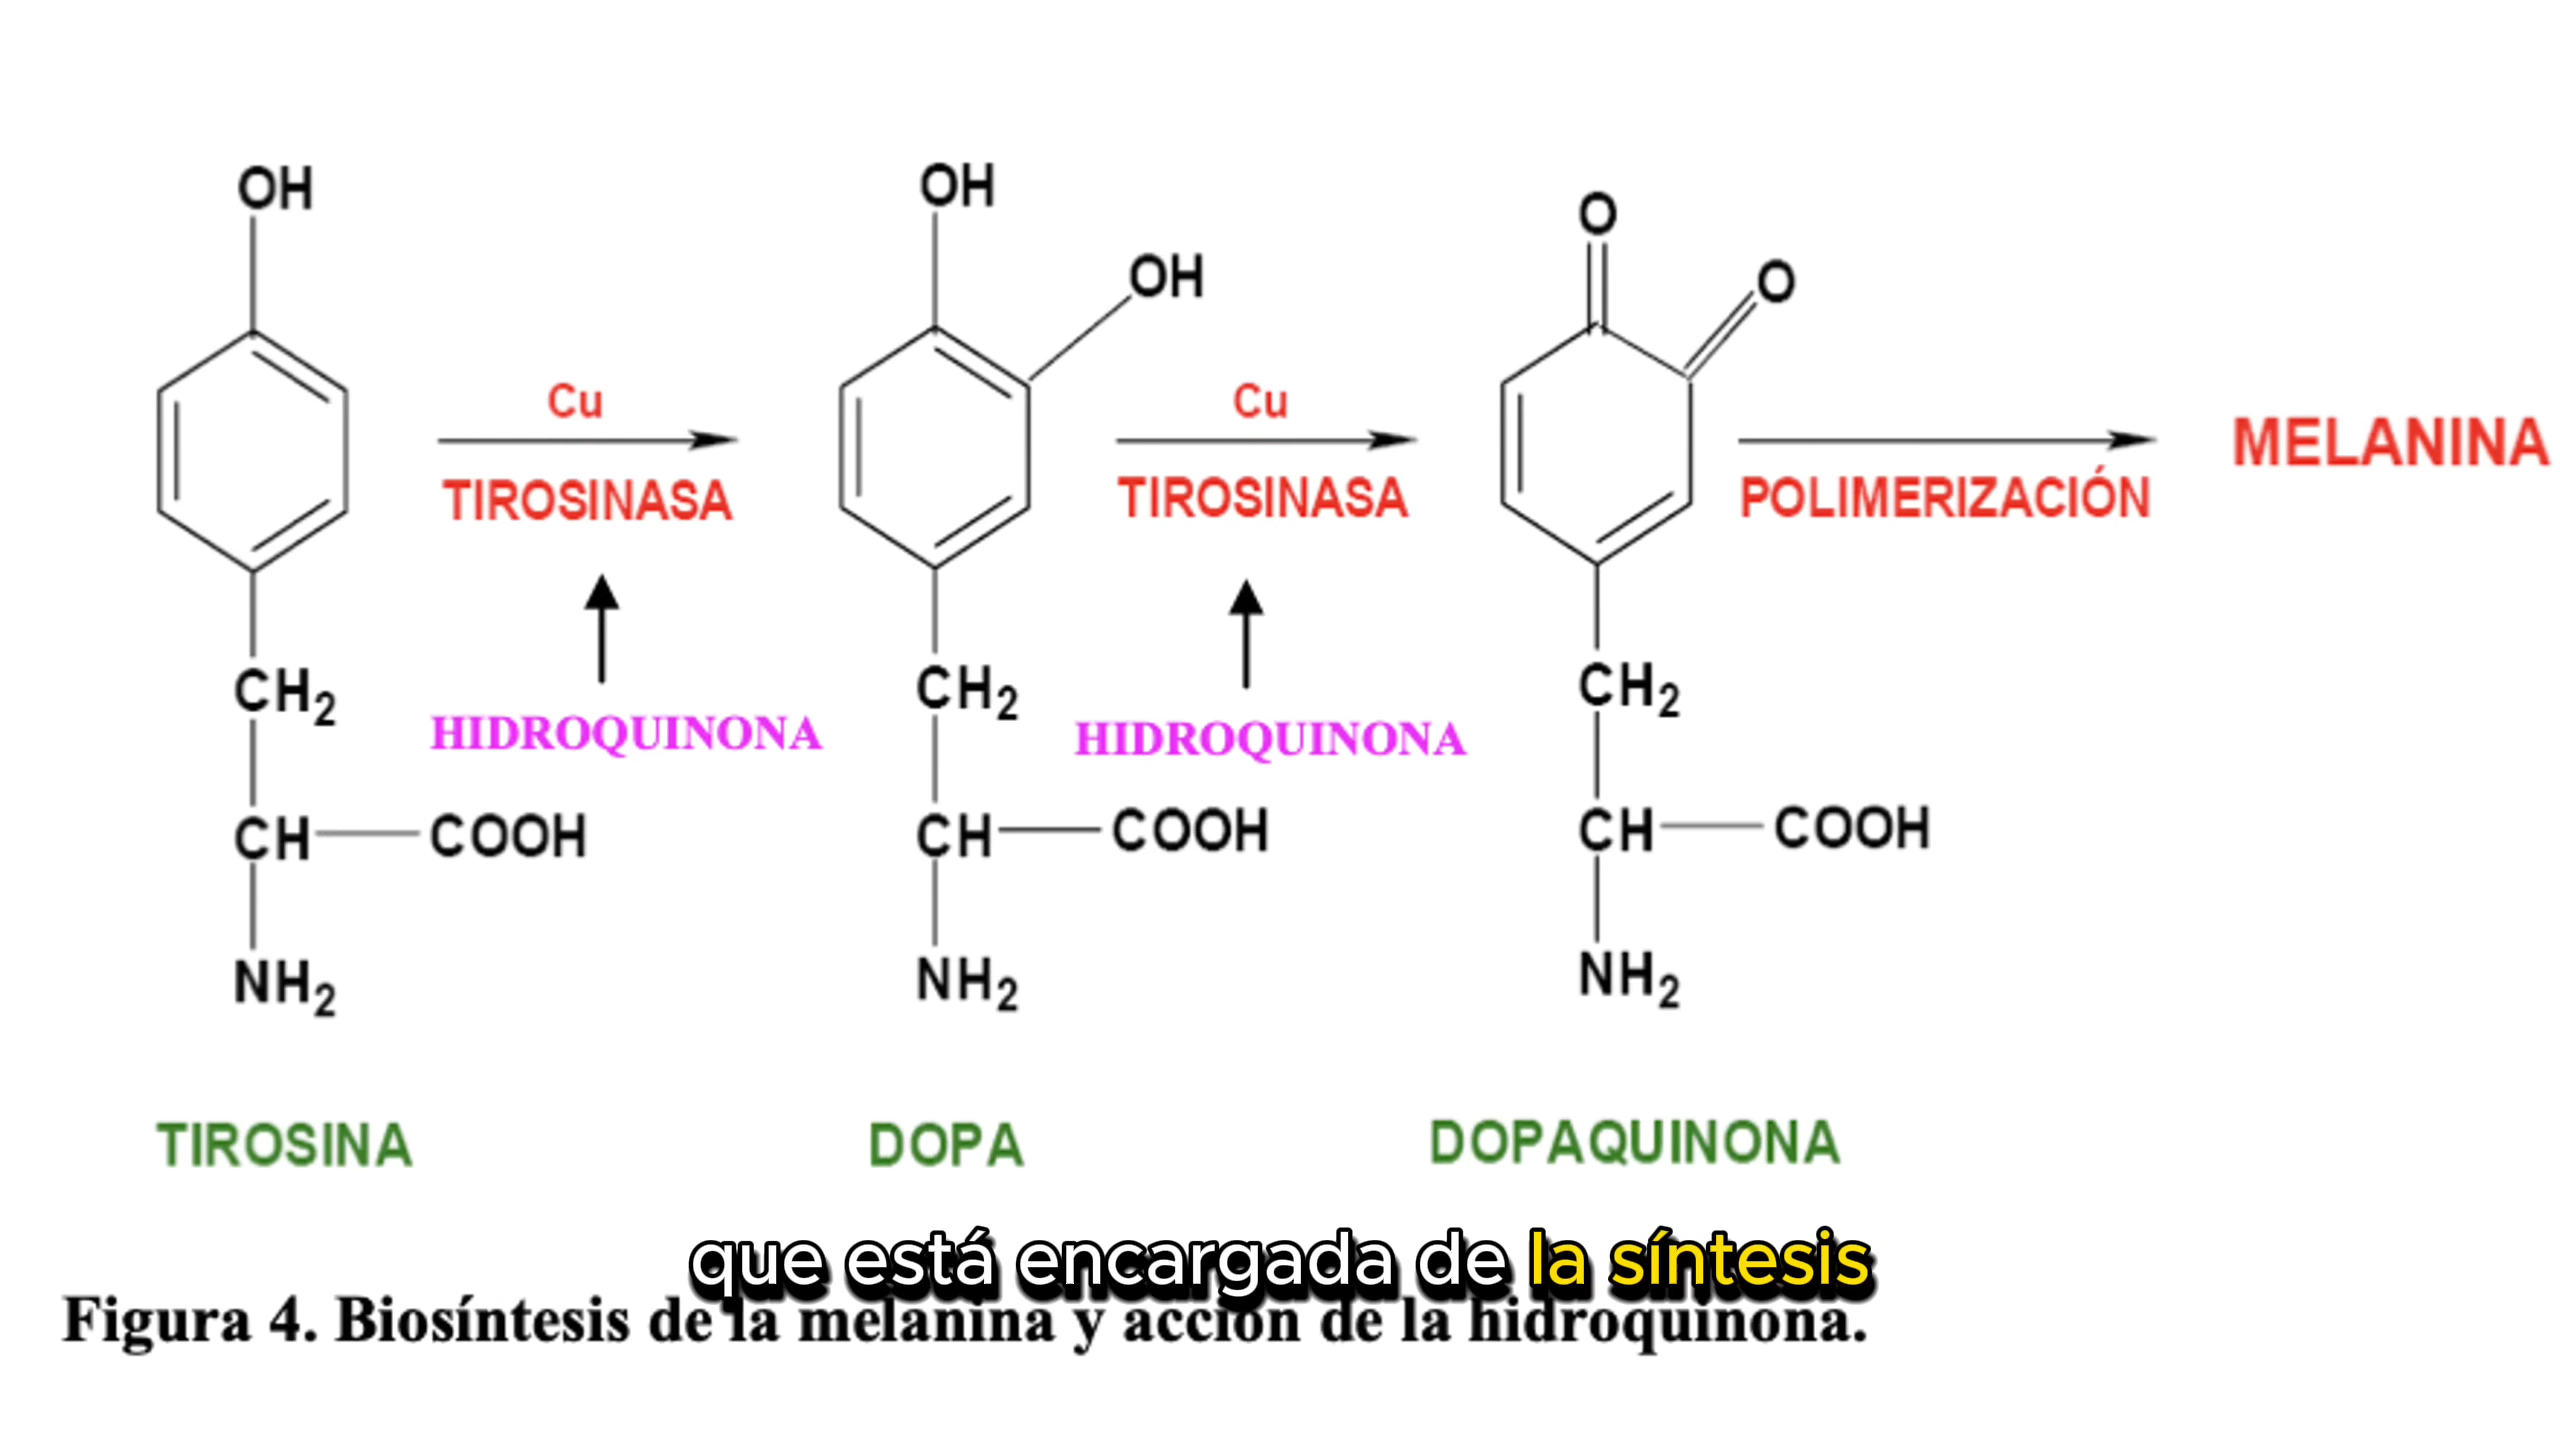 OH
OH
OH
O
O
Cu
TIROSINASA
Cu
TIROSINASA
POLIMERIZACIÓN
MELANINA
HIDROQUINONA
HIDROQUINONA
CH2
CH2
CH2
CH COOH
CH COOH
CH COOH
NH2
NH2
NH2
TIROSINA
DOPA
DOPAQUINONA
que está encargada de la síntesis
Figura 4. Biosíntesis de la melanina y acción de la hidroquinona.